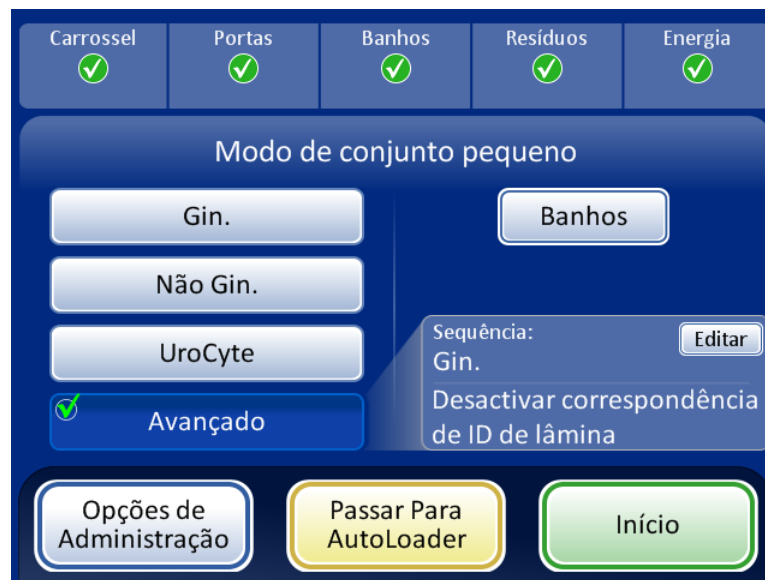 Carrossel
Portas
Banhos
Resíduos
Energia
Modo de conjunto pequeno
Gin.
Banhos
Não Gin.
UroCyte
Sequência:
Editar
Gin.
Avançado
Desactivar correspondência
de ID de lâmina
Opções de
Administração
Passar Para
AutoLoader
Início